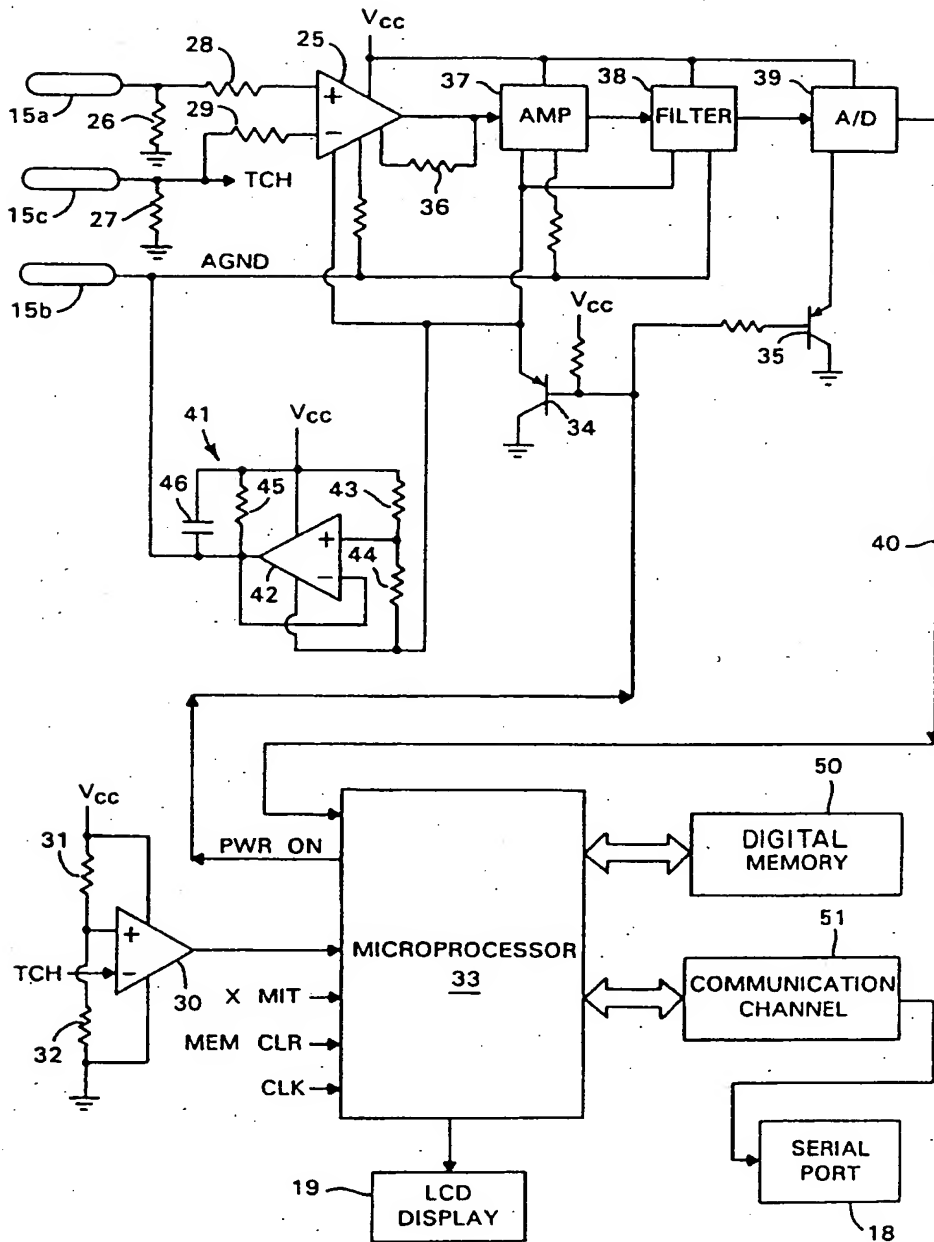 VCC
28
25
37
38
39
15a
26
29
AMP
FILTER
A/D
TCH
36
15c
27
AGND
15b
VCC
35
34
VCC
41
46
45
43
40
42
44
VCC
50
31
PWR ON
DIGITAL
MEMORY
MICROPROCESSOR
33
51
TCH
30
COMMUNICATION
CHANNEL
X MIT
32
MEM CLR
CLK
SERIAL
PORT
19
LCD
DISPLAY
18